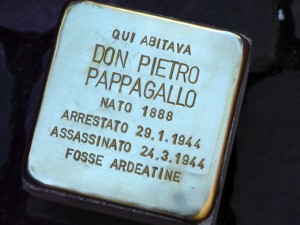 QUI ABITAVA
DON PIETRO
PAPPAGALLO
NATO 1888
ARRESTATO 29.1.1944
ASSASSINATO 24.3.1944
FOSSE ARDEATINE